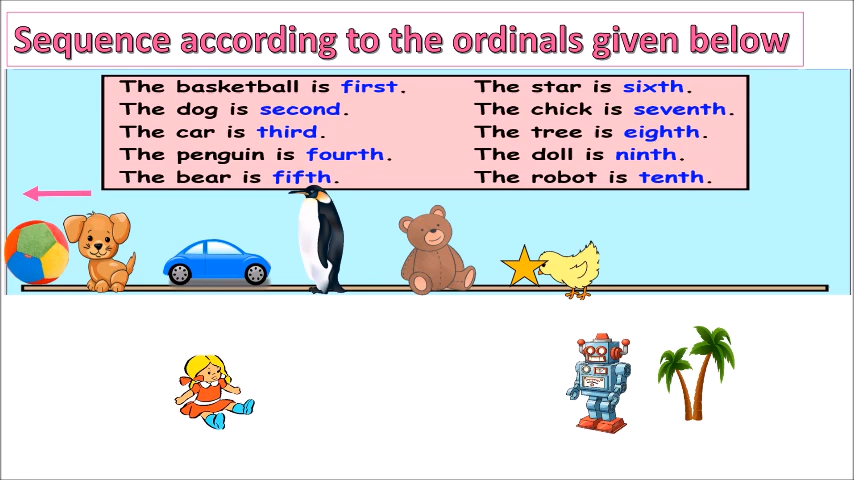 Sequence according to the ordinals given below
The basketball is first.
The dog is second.
The car is third.
The penguin is fourth.
The bear is fifth.
The star is sixth.
The chick is seventh.
The tree is eighth.
The doll is ninth.
The robot is tenth.